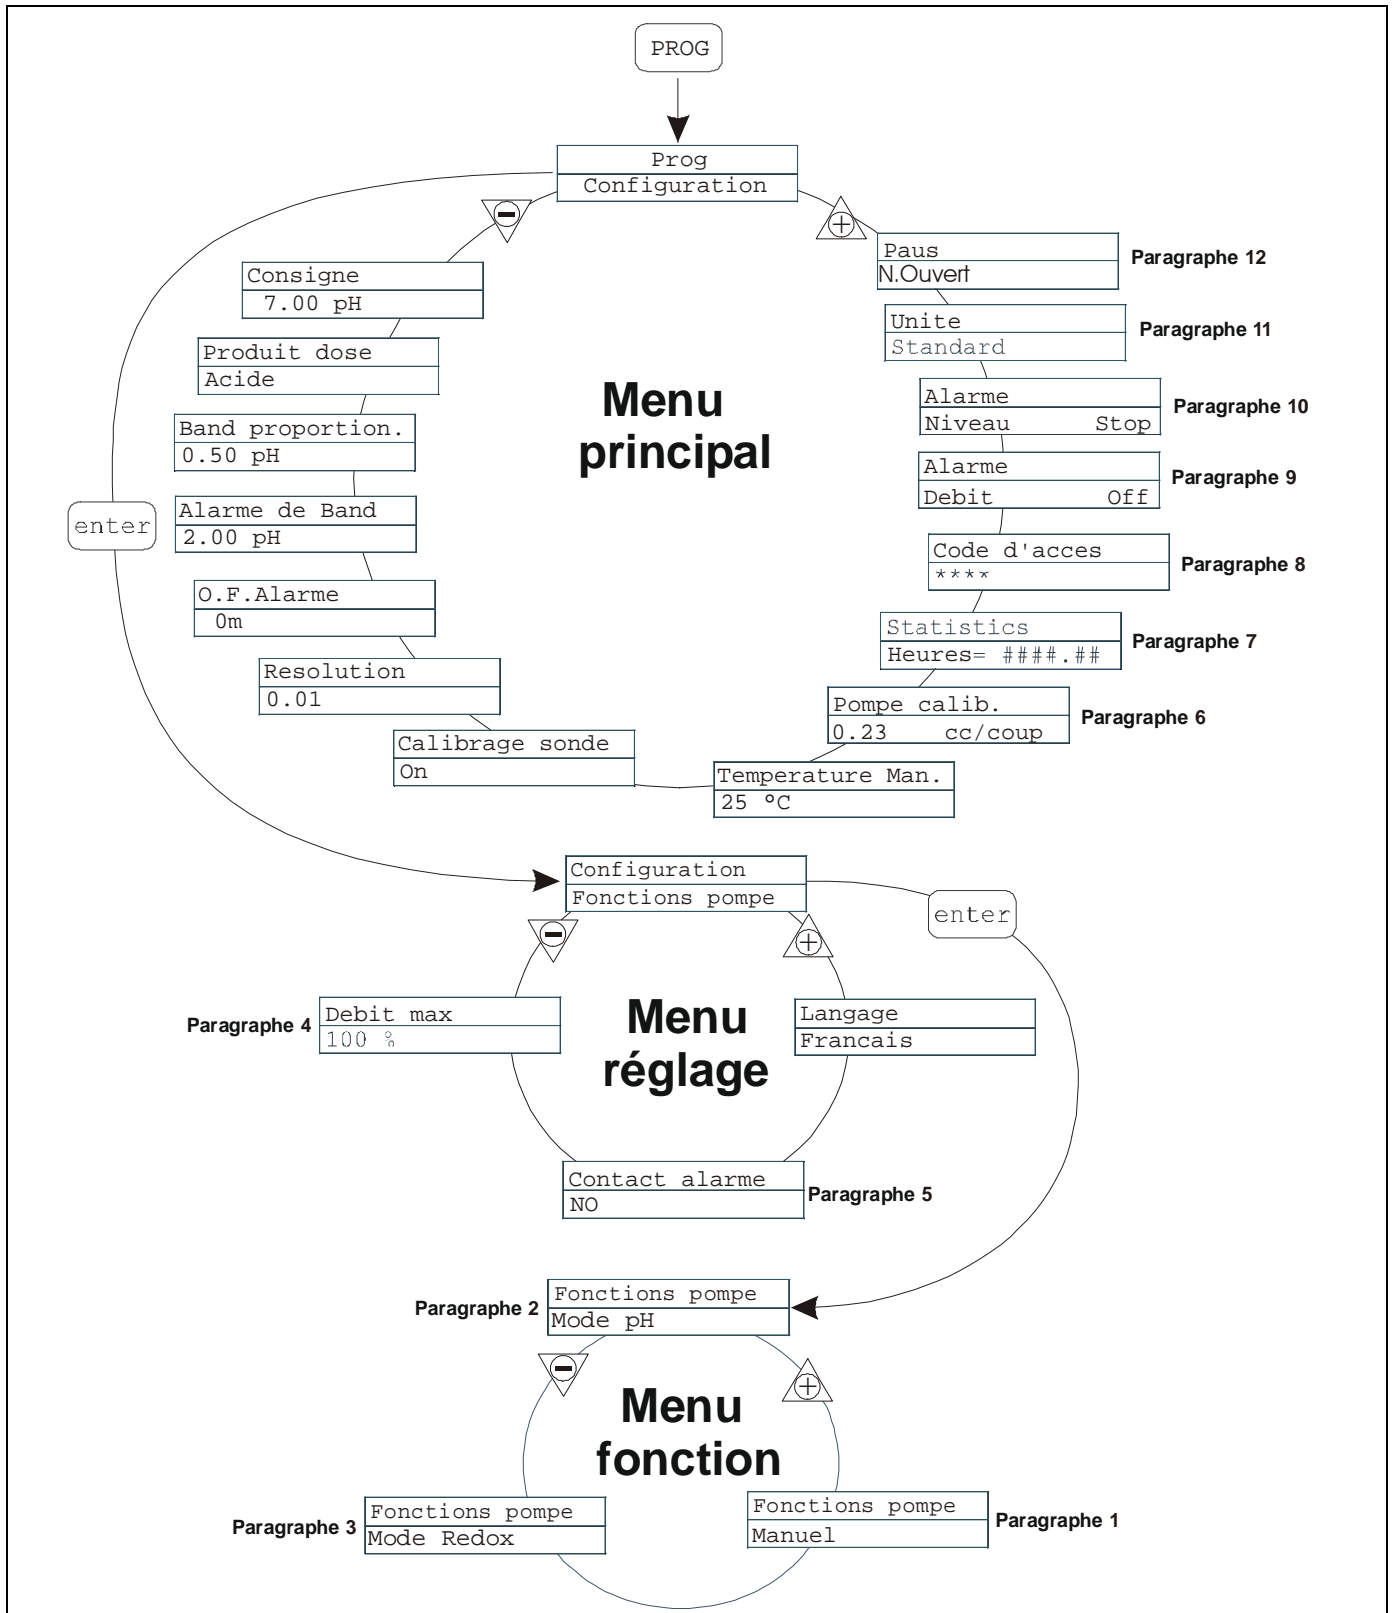 PROG
Prog
Configuration
Paus
N.Ouvert
Paragraphe 12
Consigne
7.00 pH
Unite
Standard
Paragraphe 11
Produit dose
Acide
Menu
principal
Alarme
Niveau Stop
Paragraphe 10
Band proportion.
0.50 pH
Alarme
Debit Off
Paragraphe 9
enter
Alarme de Band
2.00 pH
Code d'acces
****
Paragraphe 8
O.F.Alarme
0m
Statistics
Heures= ####.##
Paragraphe 7
Resolution
0.01
Pompe calib.
0.23 cc/coup
Paragraphe 6
Calibrage sonde
On
Temperature Man.
25 °C
Configuration
Fonctions pompe
enter
Paragraphe 4
Debit max
100 %
Menu
réglage
Langage
Francais
Contact alarme
NO
Paragraphe 5
Paragraphe 2
Fonctions pompe
Mode pH
Menu
fonction
Paragraphe 3
Fonctions pompe
Mode Redox
Fonctions pompe
Manuel
Paragraphe 1